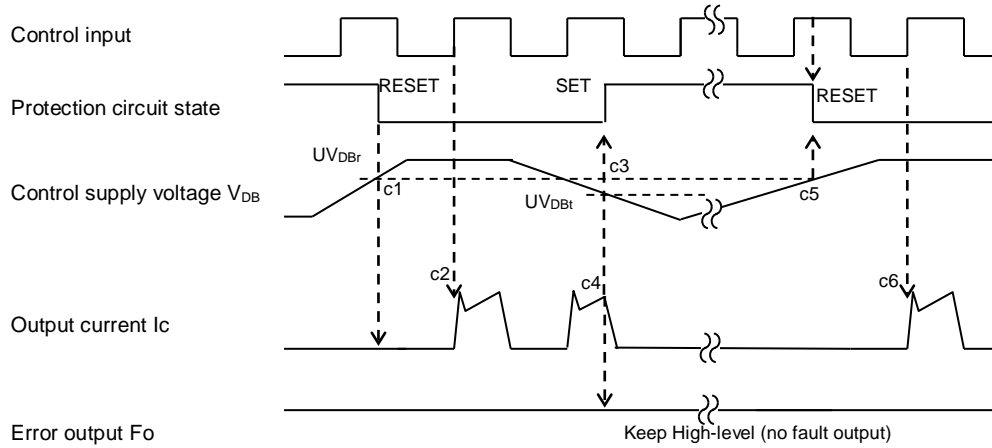 Control input
RESET
SET
RESET
Protection circuit state
UVDBr
c1
c3
c5
Control supply voltage VDB
UVDBt
c2
c4
c6
Output current Ic
Error output Fo
Keep High-level (no fault output)